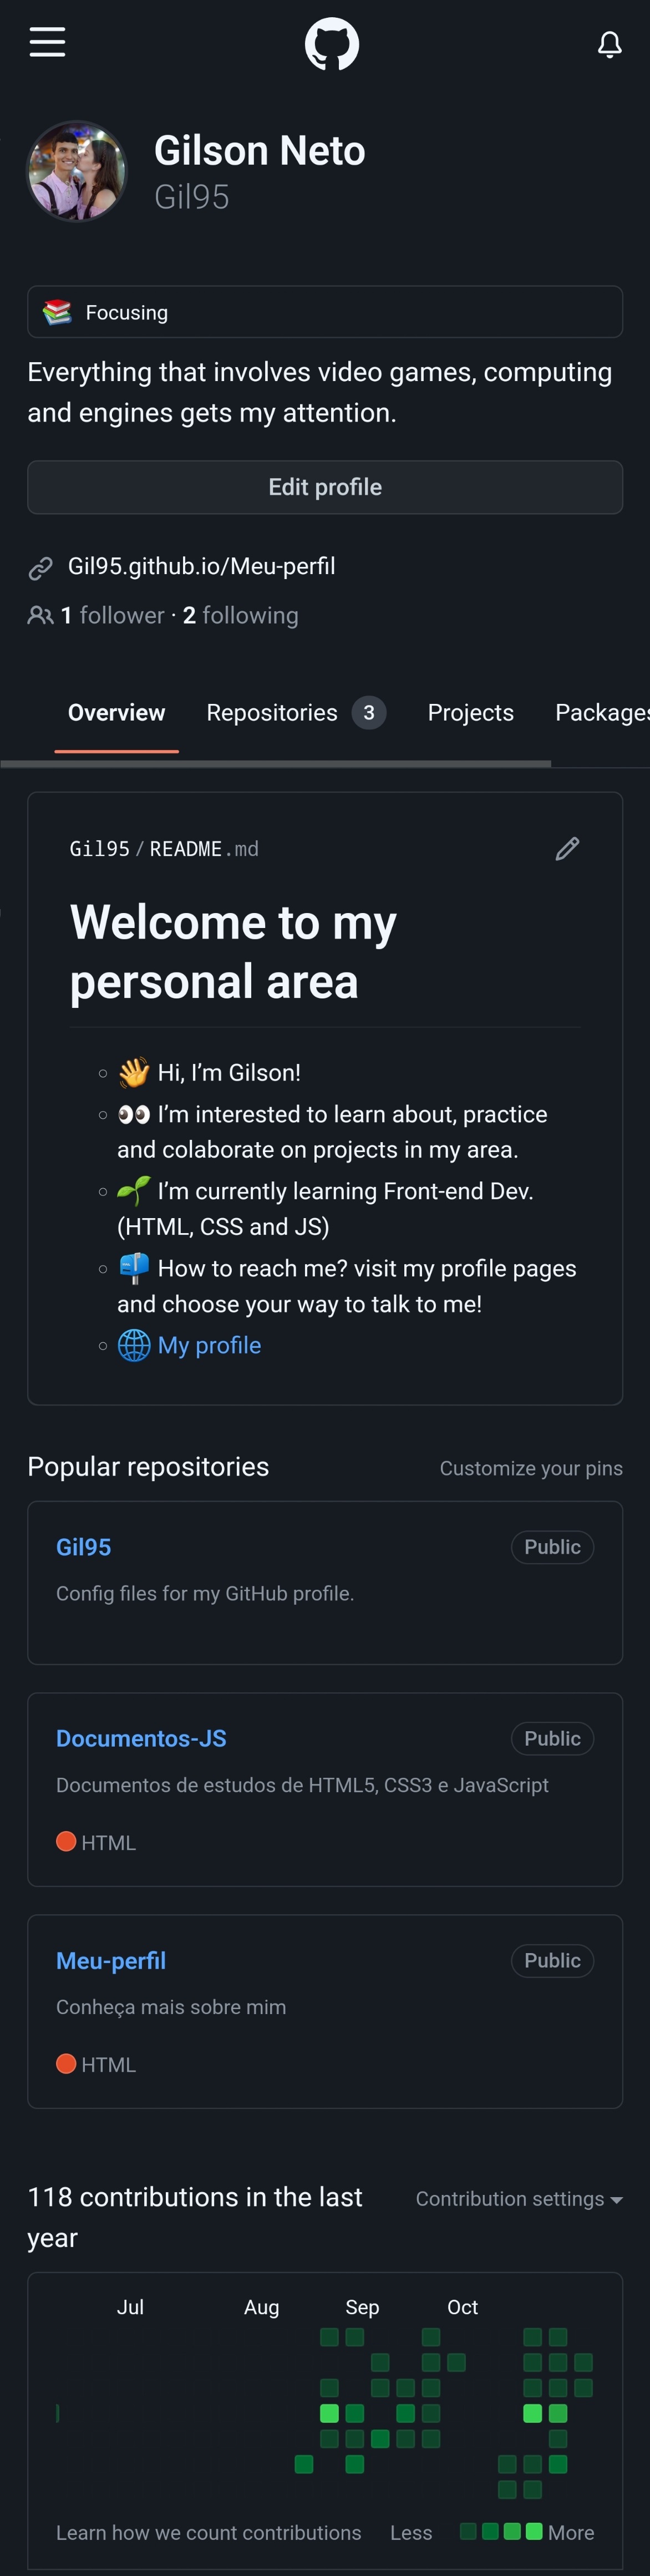 Gilson Neto
Gil95
Focusing
Everything that involves video games, computing
and engines gets my attention.
Edit profile
Gil95.github.io/Meu-perfil
1 follower · 2 following
Overview Repositories 3 Projects Packages
Gil95 / README.md
Welcome to my
personal area
👋 Hi, I’m Gilson!
👀 I’m interested to learn about, practice
and colaborate on projects in my area.
🌱 I’m currently learning Front-end Dev.
(HTML, CSS and JS)
📫 How to reach me? visit my profile pages
and choose your way to talk to me!
🌐 My profile
Popular repositories Customize your pins
Gil95 Public
Config files for my GitHub profile.
Documentos-JS Public
Documentos de estudos de HTML5, CSS3 e JavaScript
HTML
Meu-perfil Public
Conheça mais sobre mim
HTML
118 contributions in the last
year
Contribution settings
Jul Aug Sep Oct
Learn how we count contributions Less More